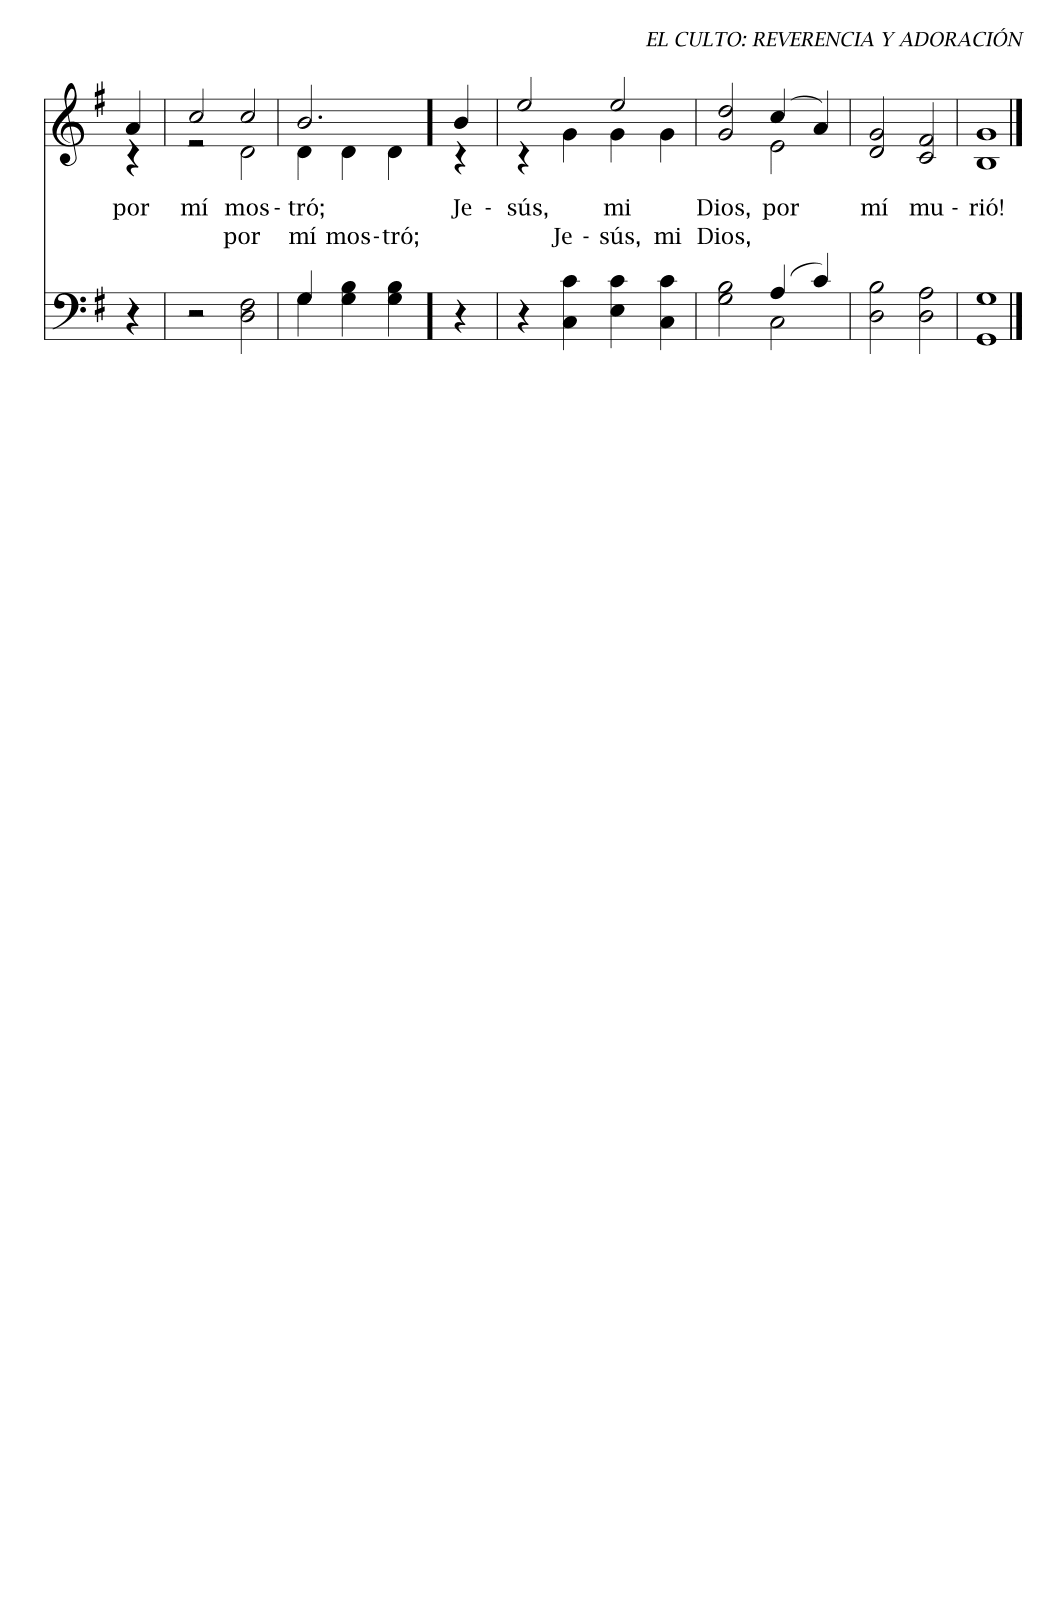 EL CULTO: REVERENCIA Y ADORACIÓN
por mí mos - tró; Je - sús, mi Dios, por mí mu - rió!
por mí mos - tró; Je - sús, mi Dios,